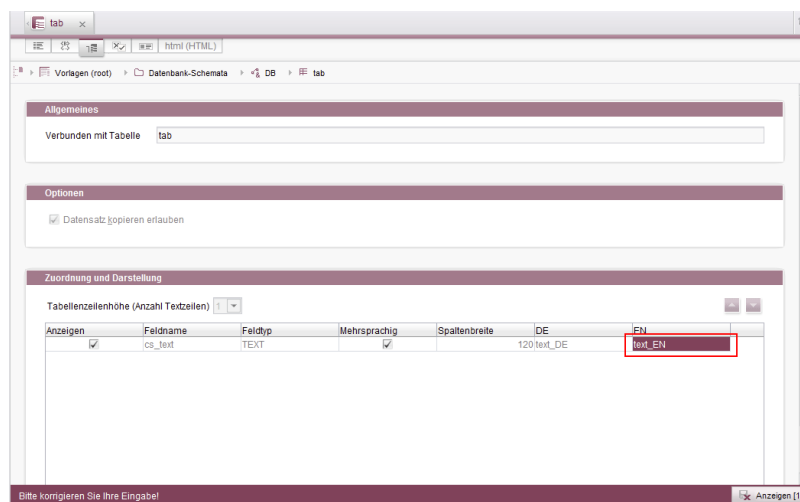 tab
html (HTML)
Vorlagen (root) Datenbank-Schemata DB tab
Allgemeines
Verbunden mit Tabelle tab
Optionen
Datensatz kopieren erlauben
Zuordnung und Darstellung
Tabellenzeilenhöhe (Anzahl Textzeilen) 1
Anzeigen Feldname Feldtyp Mehrsprachig Spaltenbreite DE EN
cs_text TEXT 120 text_DE text_EN
Bitte korrigieren Sie Ihre Eingabe! Anzeigen [1